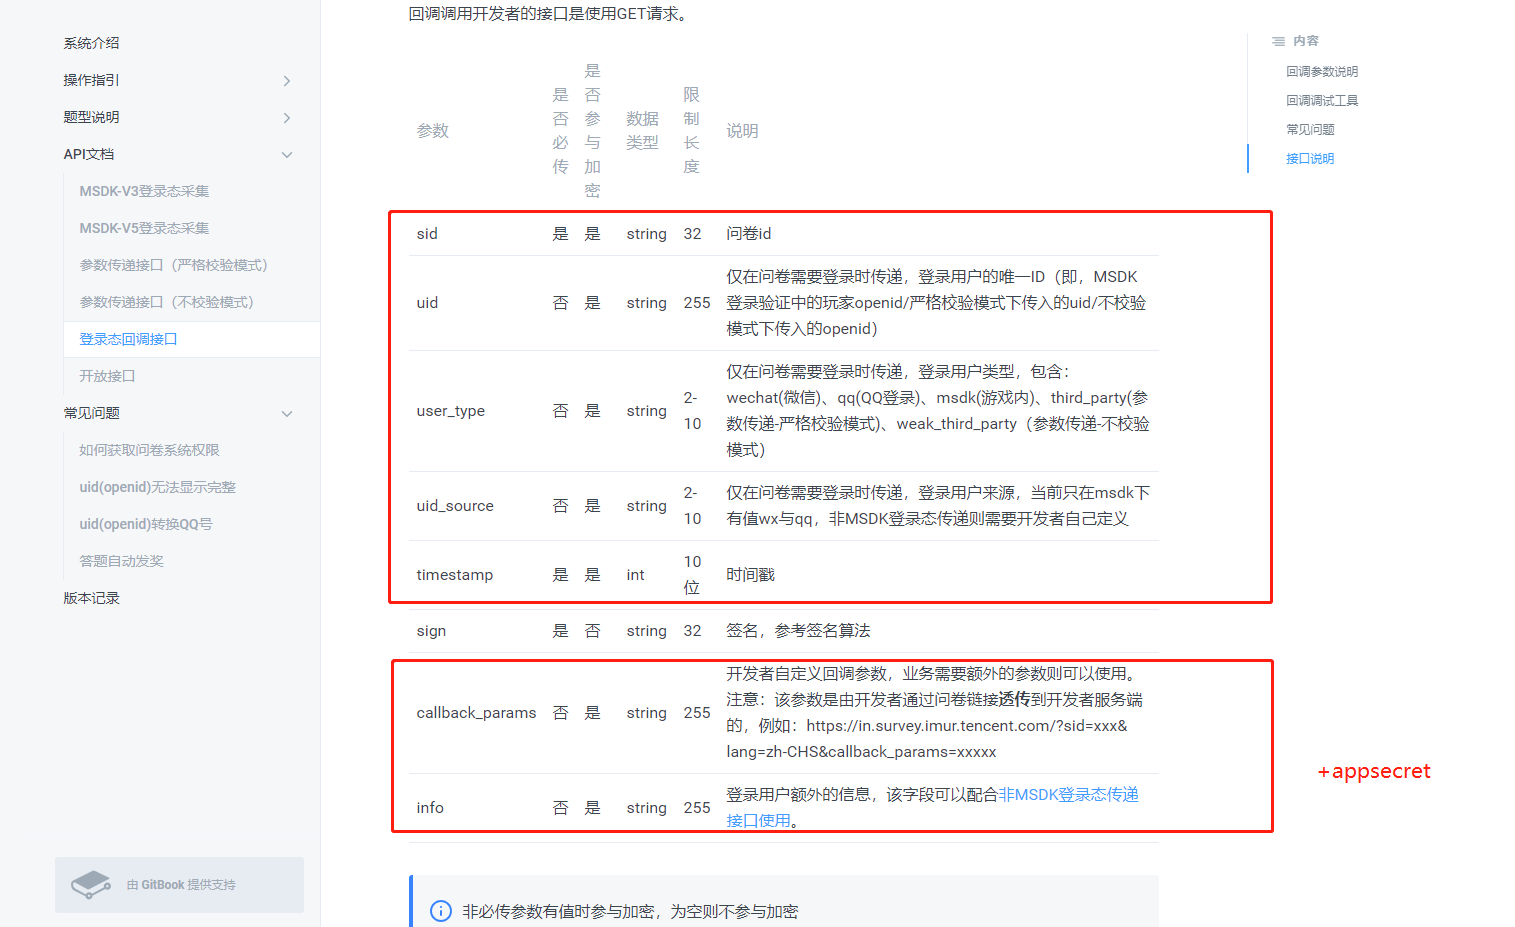 系统介绍
操作指引
题型说明
API文档
MSDK-V3登录态采集
MSDK-V5登录态采集
参数传递接口（严格校验模式）
参数传递接口（不校验模式）
登录态回调接口
开放接口
常见问题
如何获取问卷系统权限
uid(openid)无法显示完整
uid(openid)转换QQ号
答题自动发奖
版本记录
由 GitBook 提供支持
回调调用开发者的接口是使用GET请求。
参数 是否必传 是否参与加密 数据类型 限制长度 说明
sid 是 是 string 32 问卷id
uid 否 是 string 255 仅在问卷需要登录时传递，登录用户的唯一ID（即，MSDK
登录验证中的玩家openid/严格校验模式下传入的uid/不校验
模式下传入的openid）
user_type 否 是 string 2-10 仅在问卷需要登录时传递，登录用户类型，包含：
wechat(微信)、qq(QQ登录)、msdk(游戏内)、third_party(参
数传递-严格校验模式)、weak_third_party（参数传递-不校验
模式）
uid_source 否 是 string 2-10 仅在问卷需要登录时传递，登录用户来源，当前只在msdk下
有值wx与qq，非MSDK登录态传递则需要开发者自己定义
timestamp 是 是 int 10位 时间戳
sign 是 否 string 32 签名，参考签名算法
callback_params 否 是 string 255 开发者自定义回调参数，业务需要额外的参数则可以使用。
注意：该参数是由开发者通过问卷链接透传到开发者服务端
的，例如：https://in.survey.imur.tencent.com/?sid=xxx&
lang=zh-CHS&callback_params=xxxxx
info 否 是 string 255 登录用户额外的信息，该字段可以配合非MSDK登录态传递
接口使用。
+appsecret
非必传参数有值时参与加密，为空则不参与加密
内容
回调参数说明
回调调试工具
常见问题
接口说明